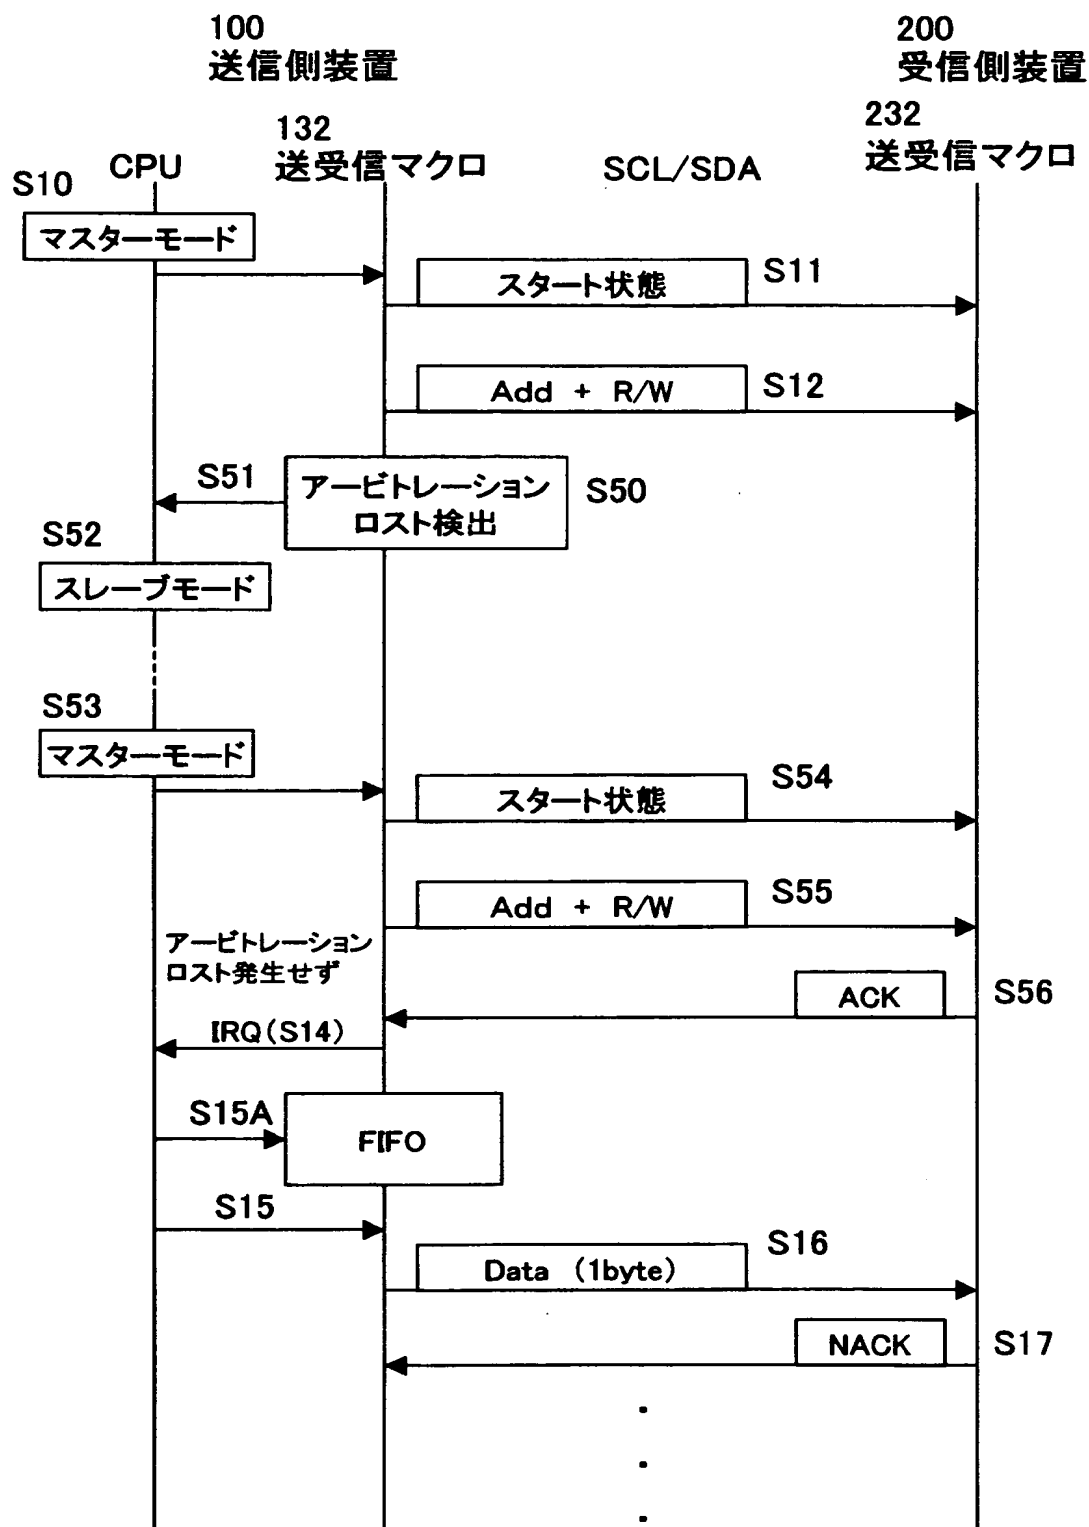 100
送信側装置
200
受信側装置
132
送受信マクロ
232
送受信マクロ
CPU
SCL/SDA
S10
マスターモード
スタート状態
S11
Add + R/W
S12
S51
アービトレーション
ロスト検出
S50
S52
スレーブモード
S53
マスターモード
スタート状態
S54
Add + R/W
S55
アービトレーション
ロスト発生せず
ACK
S56
IRQ(S14)
S15A
FIFO
S15
Data (1byte)
S16
NACK
S17